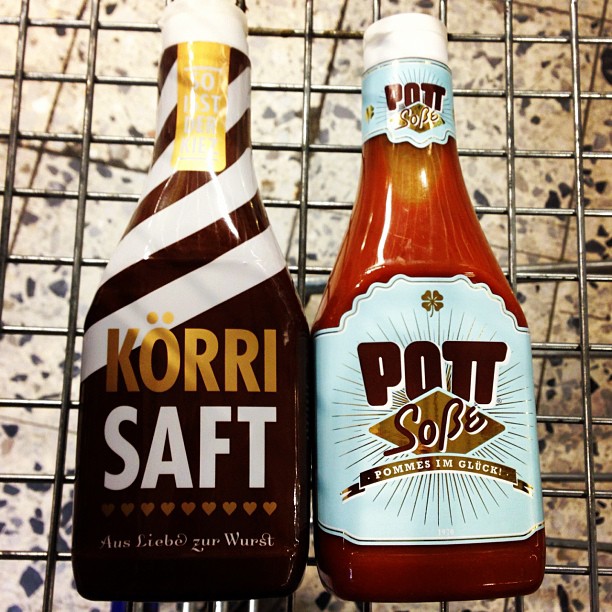 KÖRRI
SAFT
Aus Liebe zur Wurst
POTT
Soße
POTT
Soße
POMMES IM GLÜCK!